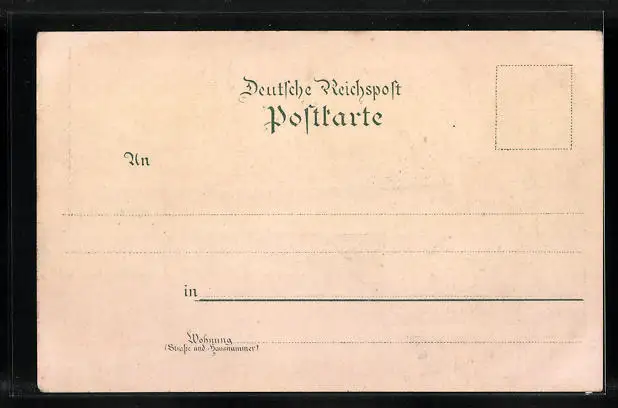 Deutsche Reichspost
Postkarte
An
in
Wohnung
(Straße und Hausnummer)